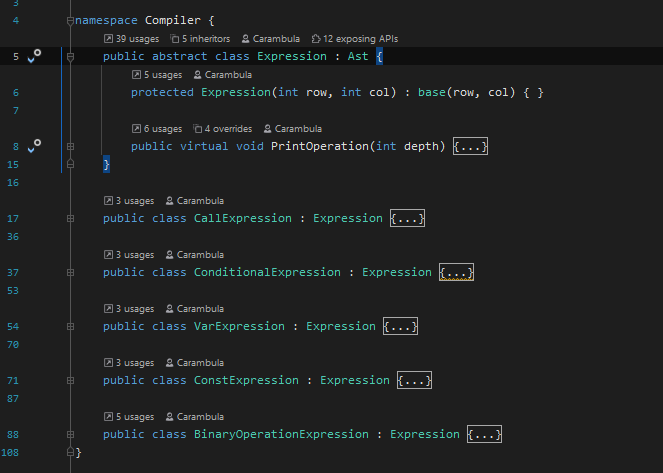 3
4 namespace Compiler {
39 usages 5 inheritors Carambula 12 exposing APIs
5 public abstract class Expression : Ast {
5 usages Carambula
6 protected Expression(int row, int col) : base(row, col) { }
7
6 usages 4 overrides Carambula
8 public virtual void PrintOperation(int depth) {...}
15 }
16
3 usages Carambula
17 public class CallExpression : Expression {...}
36
3 usages Carambula
37 public class ConditionalExpression : Expression {...}
53
3 usages Carambula
54 public class VarExpression : Expression {...}
70
3 usages Carambula
71 public class ConstExpression : Expression {...}
87
5 usages Carambula
88 public class BinaryOperationExpression : Expression {...}
108 }